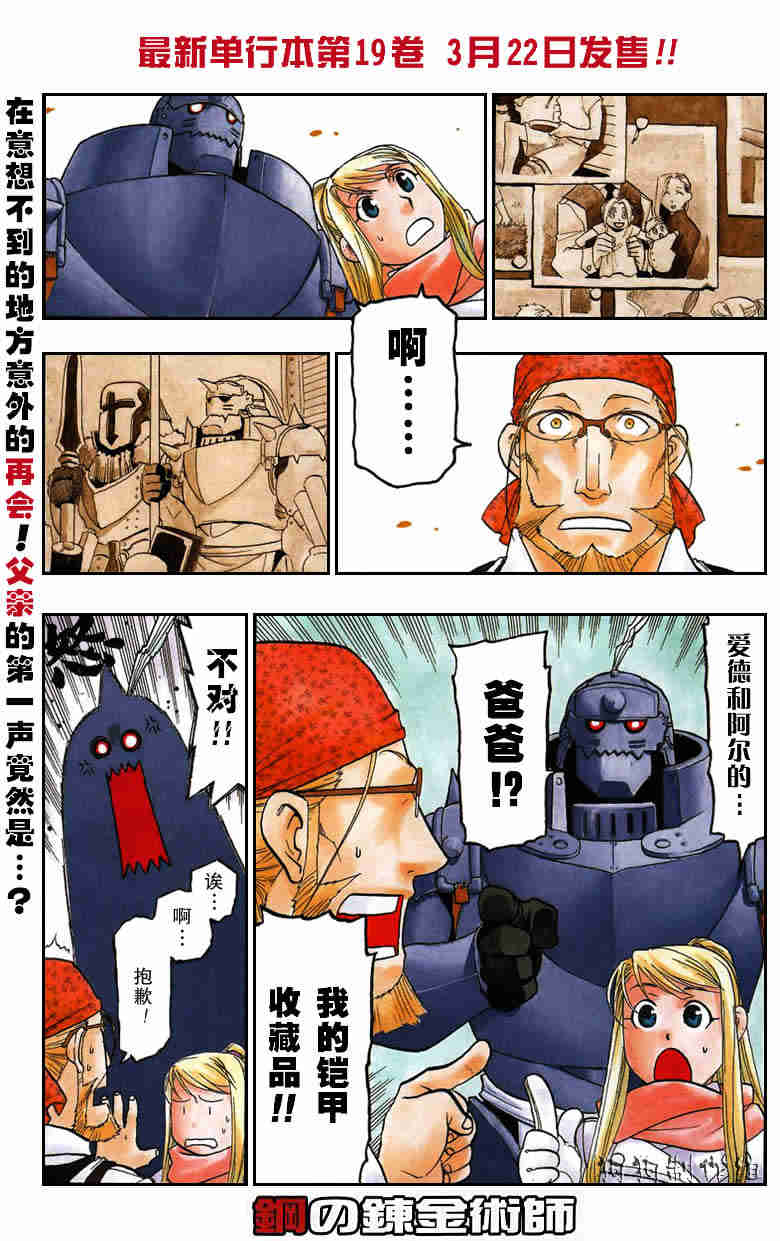 最新单行本第19卷 3月22日发售!!
在意想不到的地方意外的再会!父亲的第一声竟然是…?
啊……
爱德和阿尔的…
爸爸!?
我的铠甲
收藏品!!
不对!!
诶…
啊…
抱歉!
鋼の錬金術師